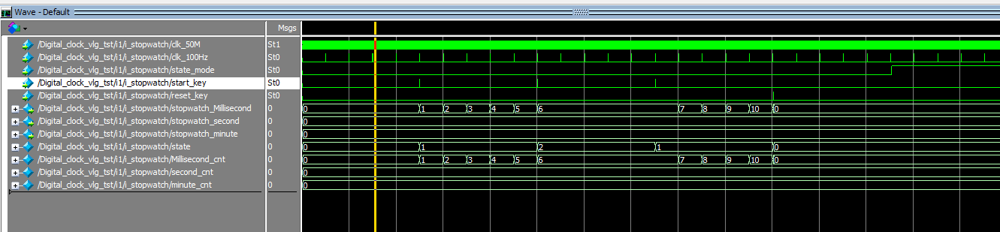 Wave - Default
Msgs
/Digital_clock_vlg_tst/i1/i_stopwatch/clk_50M St1
/Digital_clock_vlg_tst/i1/i_stopwatch/clk_100Hz St0
/Digital_clock_vlg_tst/i1/i_stopwatch/state_mode St0
/Digital_clock_vlg_tst/i1/i_stopwatch/start_key St0
/Digital_clock_vlg_tst/i1/i_stopwatch/reset_key St0
/Digital_clock_vlg_tst/i1/i_stopwatch/stopwatch_Millisecond 0 0 1 2 3 4 5 6 7 8 9 10 0
/Digital_clock_vlg_tst/i1/i_stopwatch/stopwatch_second 0 0
/Digital_clock_vlg_tst/i1/i_stopwatch/stopwatch_minute 0 0
/Digital_clock_vlg_tst/i1/i_stopwatch/state 0 0 1 2 1 0
/Digital_clock_vlg_tst/i1/i_stopwatch/Millisecond_cnt 0 0 1 2 3 4 5 6 7 8 9 10 0
/Digital_clock_vlg_tst/i1/i_stopwatch/second_cnt 0 0
/Digital_clock_vlg_tst/i1/i_stopwatch/minute_cnt 0 0